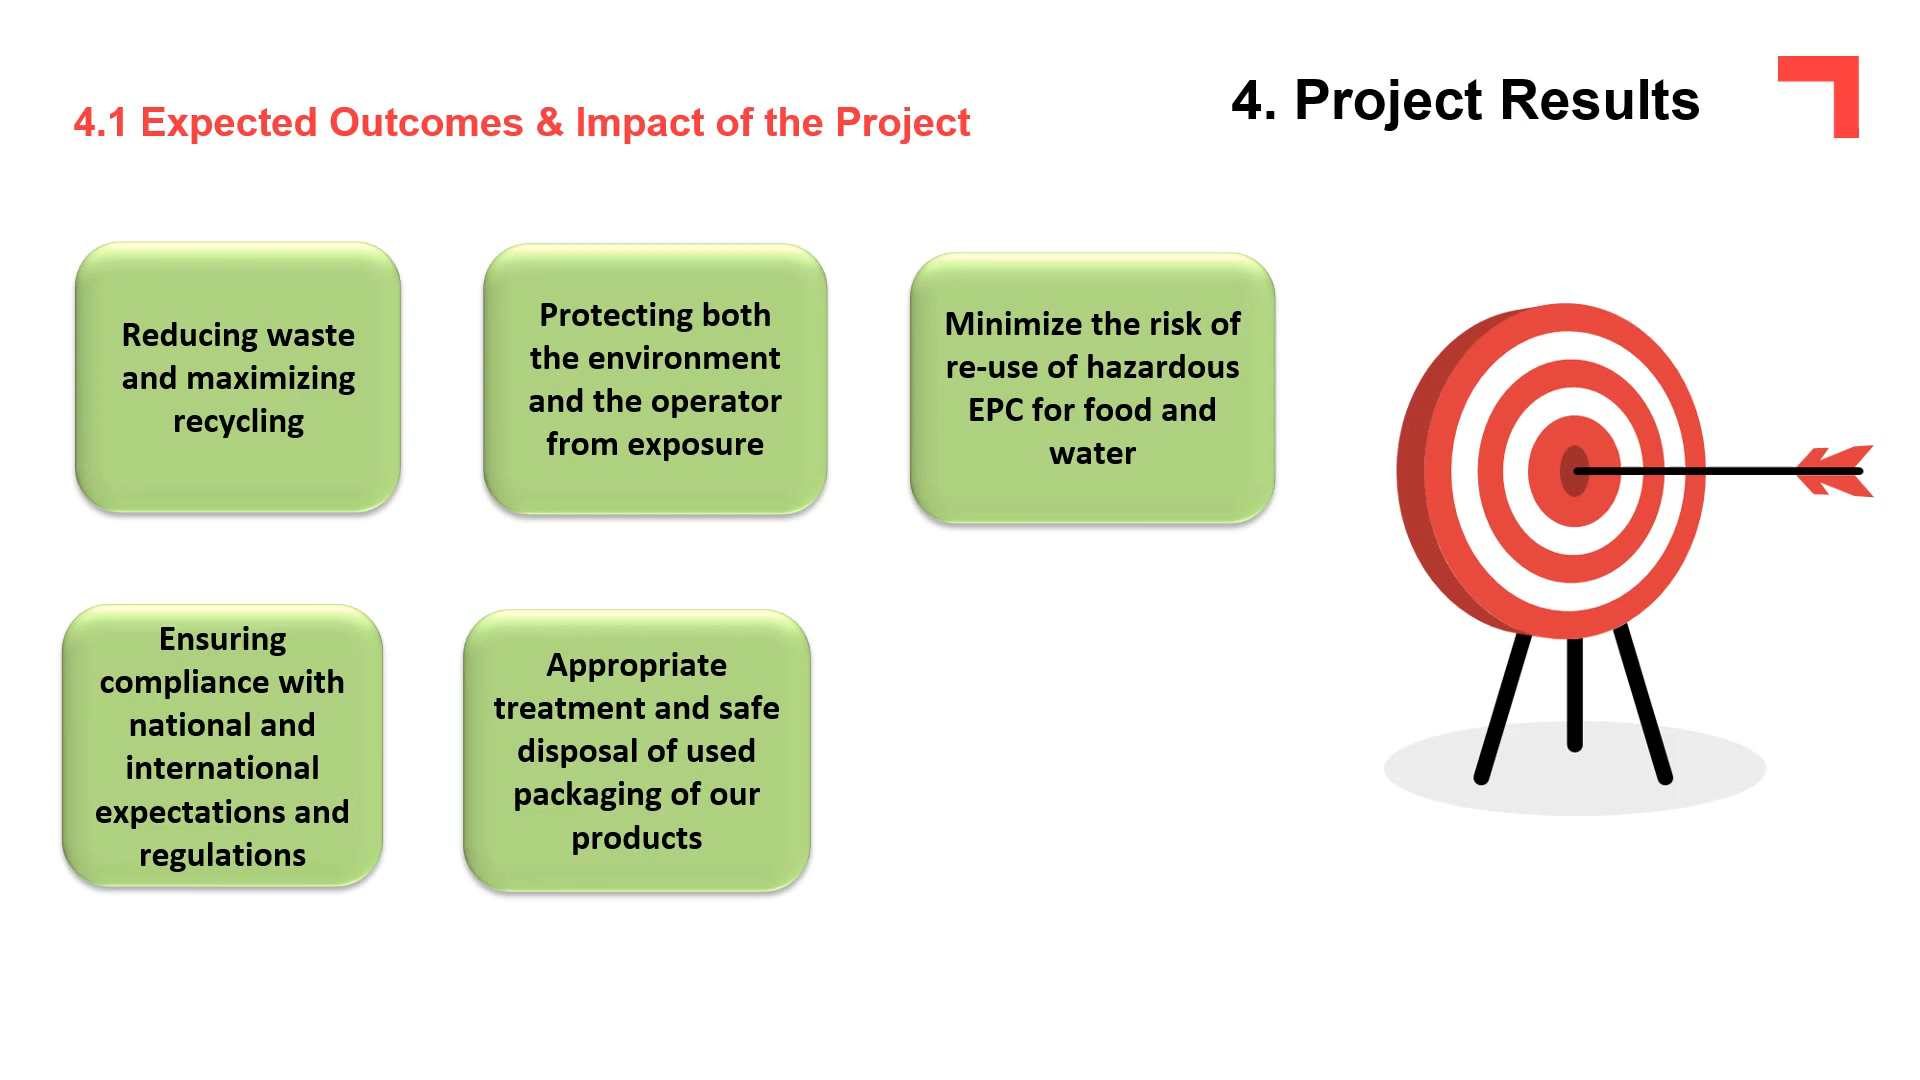 4. Project Results
4.1 Expected Outcomes & Impact of the Project
Reducing waste
and maximizing
recycling
Protecting both
the environment
and the operator
from exposure
Minimize the risk of
re-use of hazardous
EPC for food and
water
Ensuring
compliance with
national and
international
expectations and
regulations
Appropriate
treatment and safe
disposal of used
packaging of our
products